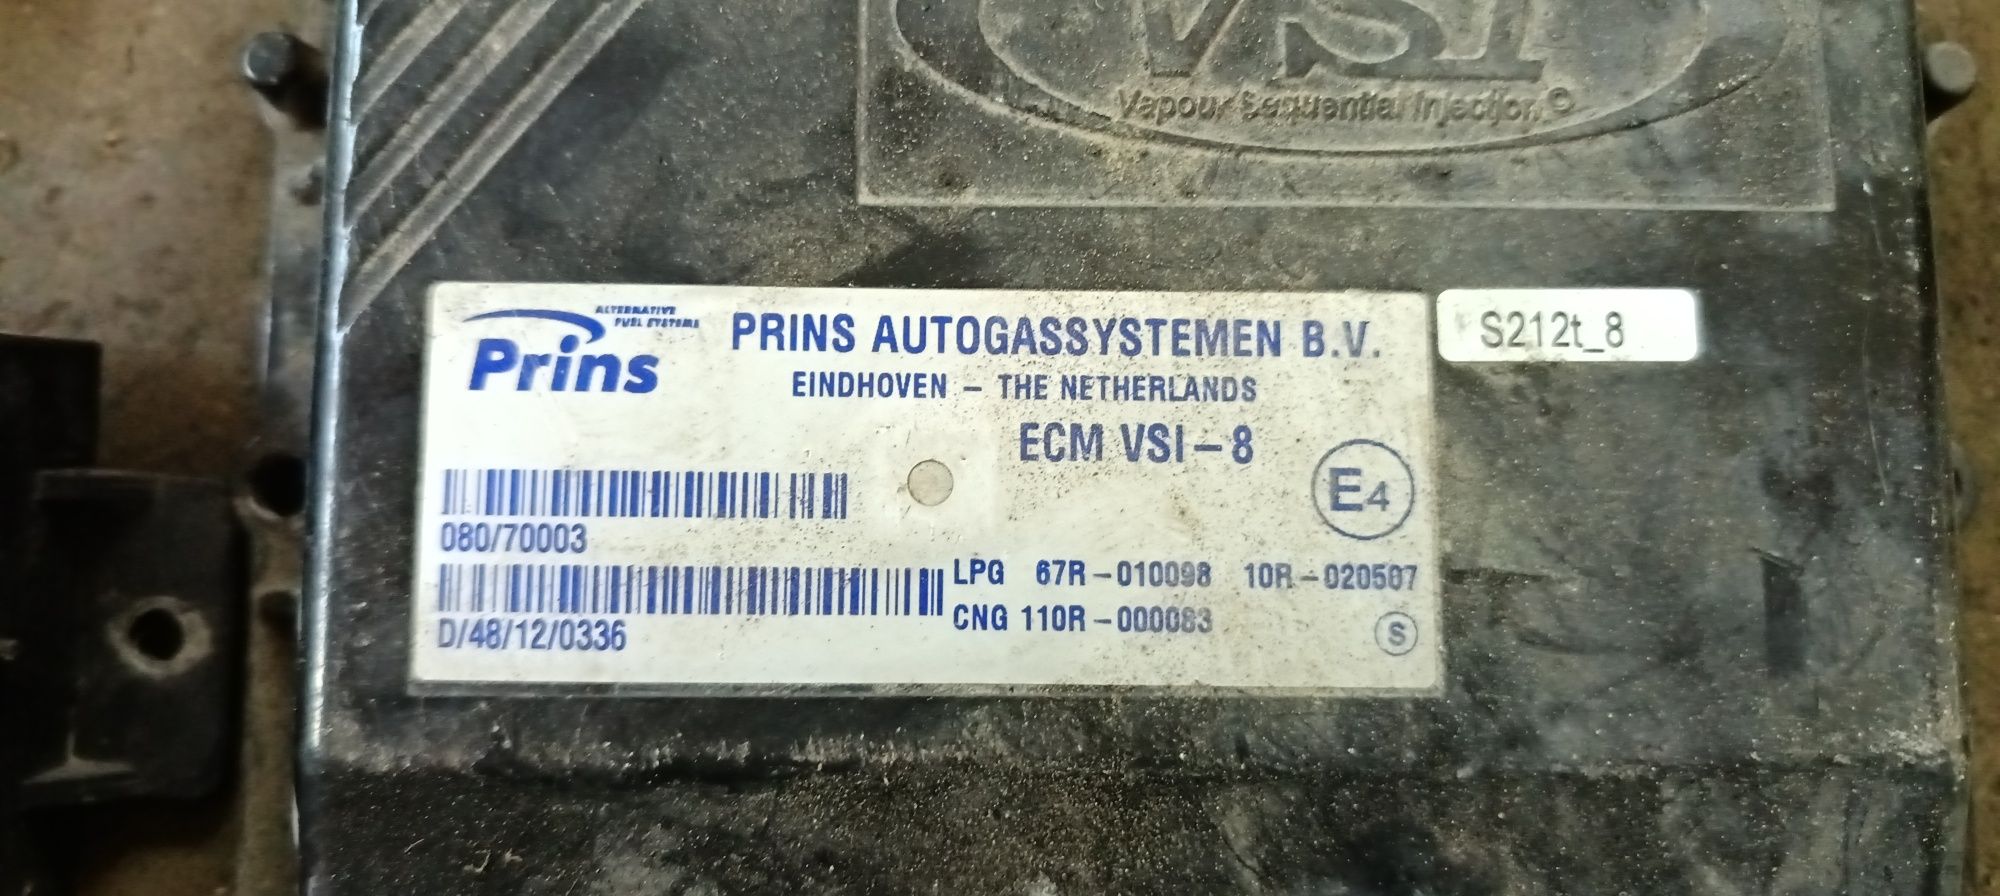 VSI
Vapour Sequential Injection ©
ALTERNATIVE
FUEL SYSTEMS
Prins
PRINS AUTOGASSYSTEMEN B.V.
EINDHOVEN – THE NETHERLANDS
ECM VSI – 8
S212t_8
E4
080/70003
LPG 67R – 010098 10R – 020507
CNG 110R – 000083
D/48/12/0336
S